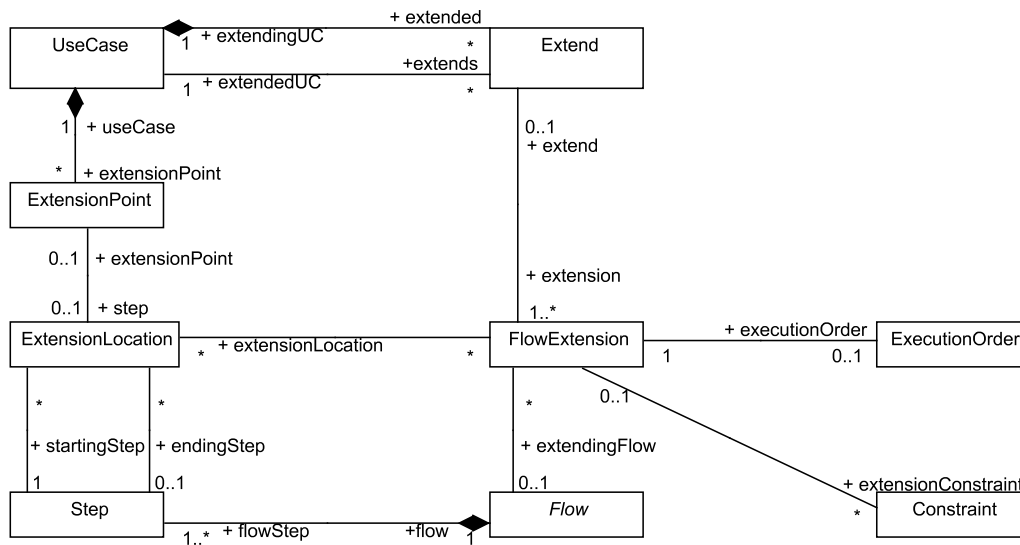 + extended
UseCase
1
+ extendingUC
*
Extend
+extends
1
+ extendedUC
*
1
+ useCase
0..1
+ extend
*
+ extensionPoint
ExtensionPoint
0..1
+ extensionPoint
+ extension
0..1
+ step
1..*
ExtensionLocation
*
+ extensionLocation
*
FlowExtension
+ executionOrder
1
0..1
ExecutionOrder
*
*
*
0..1
+ startingStep
+ endingStep
+ extendingFlow
1
0..1
0..1
+ extensionConstraint
*
Step
1..*
+ flowStep
+flow
1
Flow
Constraint